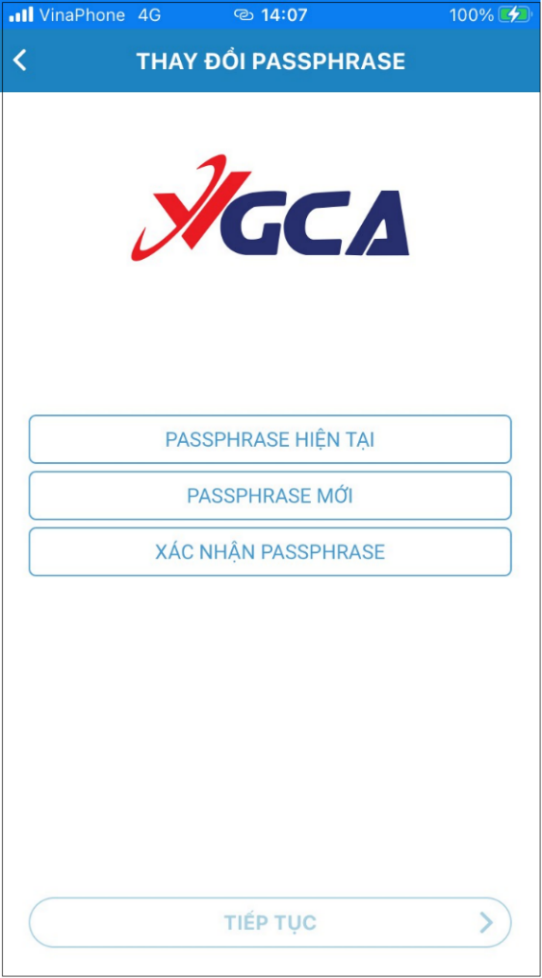 VinaPhone 4G 14:07 100%
THAY ĐỔI PASSPHRASE
VGCA
PASSPHRASE HIỆN TẠI
PASSPHRASE MỚI
XÁC NHẬN PASSPHRASE
TIẾP TỤC